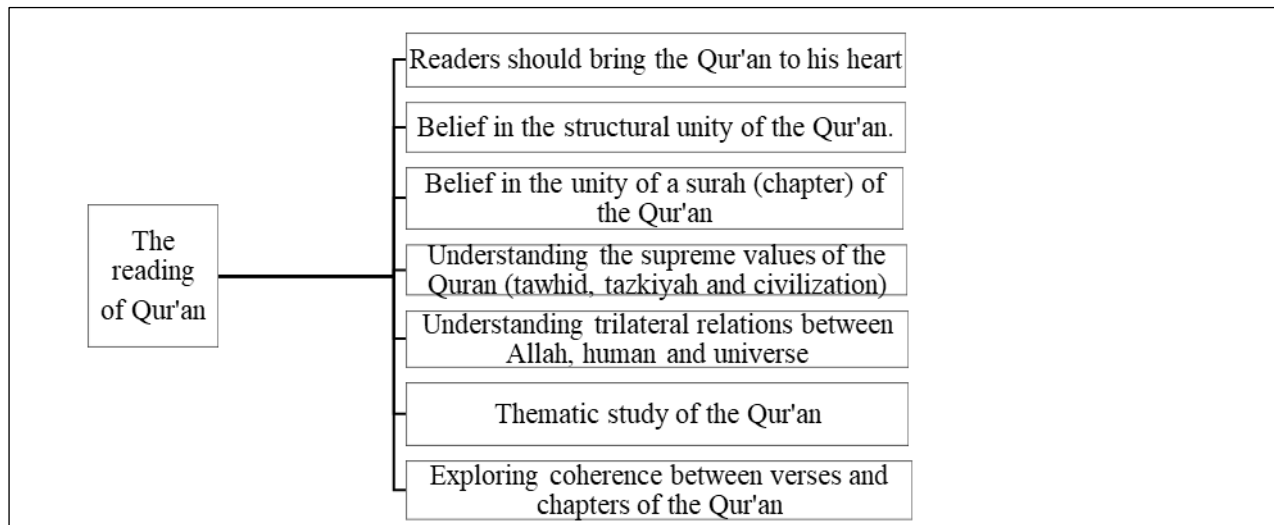 Readers should bring the Qur'an to his heart
Belief in the structural unity of the Qur'an.
Belief in the unity of a surah (chapter) of
the Qur'an
The
reading
of Qur'an
Understanding the supreme values of the
Quran (tawhid, tazkiyah and civilization)
Understanding trilateral relations between
Allah, human and universe
Thematic study of the Qur'an
Exploring coherence between verses and
chapters of the Qur'an